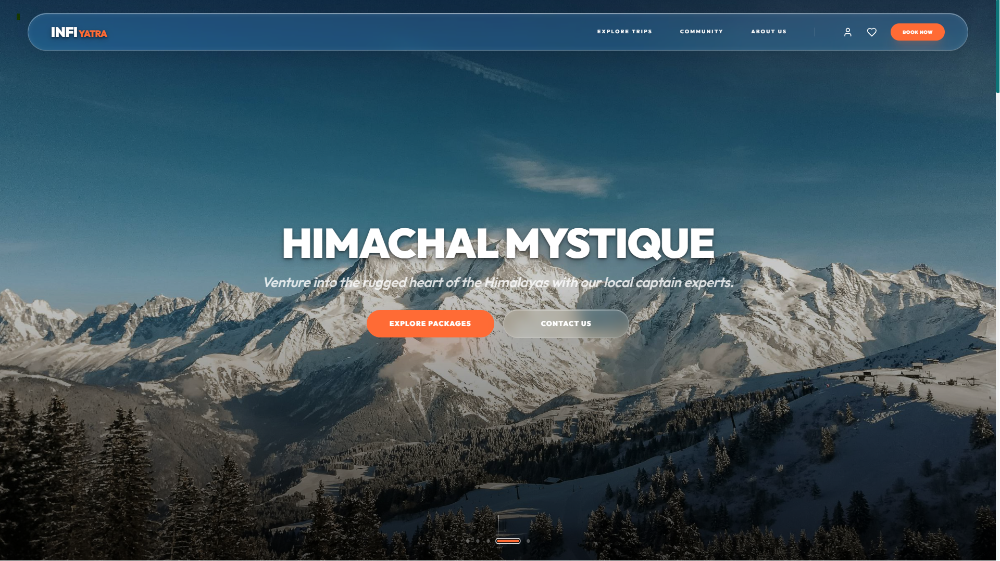 INFI YATRA
EXPLORE TRIPS
COMMUNITY
ABOUT US
BOOK NOW
HIMACHAL MYSTIQUE
Venture into the rugged heart of the Himalayas with our local captain experts.
EXPLORE PACKAGES
CONTACT US